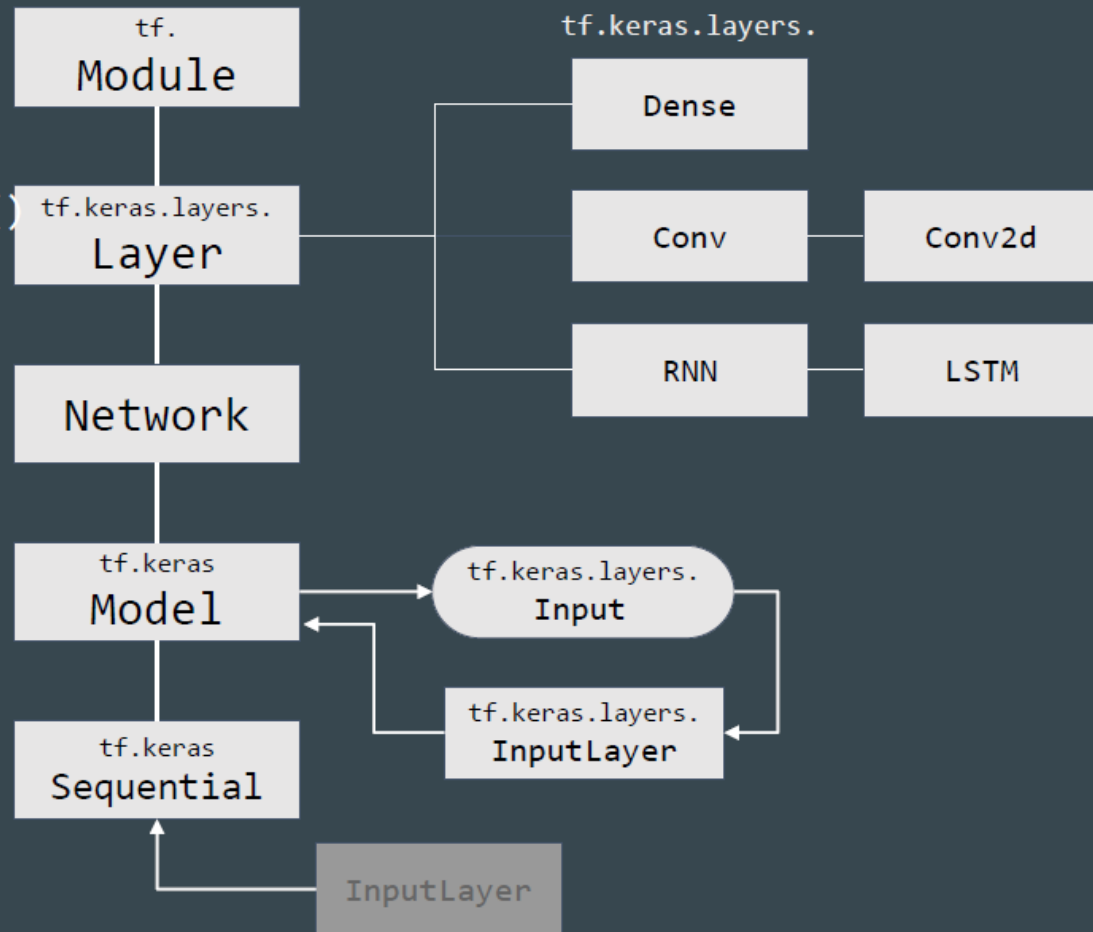 tf.
Module
)
tf.keras.layers.
Layer
Network
tf.keras
Model
tf.keras
Sequential
tf.keras.layers.
Dense
Conv
Conv2d
RNN
LSTM
tf.keras.layers.
Input
tf.keras.layers.
InputLayer
InputLayer